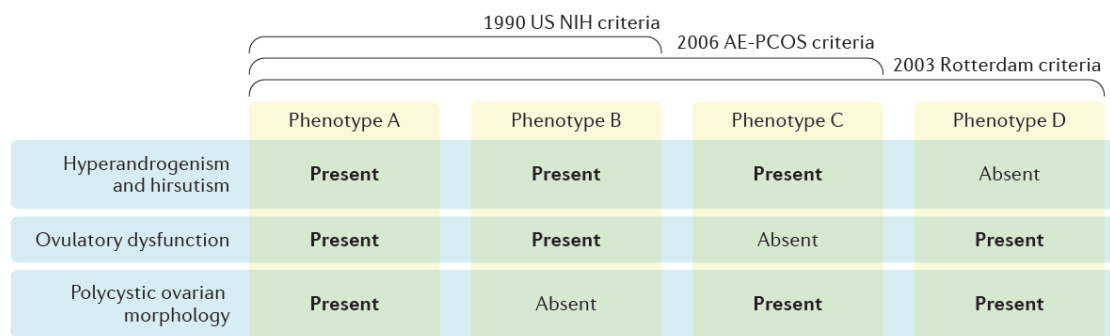 1990 US NIH criteria
2006 AE-PCOS criteria
2003 Rotterdam criteria
Phenotype A Phenotype B Phenotype C Phenotype D
Hyperandrogenism
and hirsutism
Present Present Present Absent
Ovulatory dysfunction Present Present Absent Present
Polycystic ovarian
morphology
Present Absent Present Present